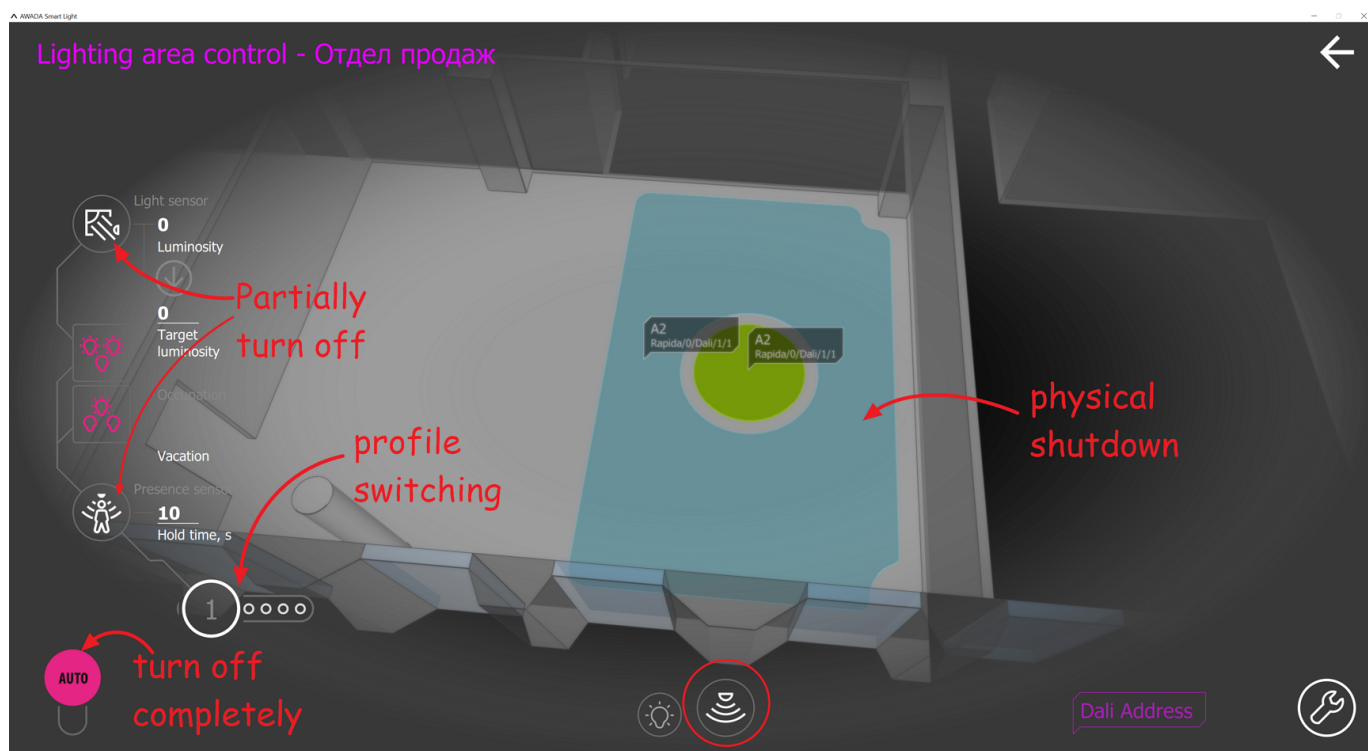 AWADA Smart Light
Lighting area control - Отдел продаж
Light sensor
0
Luminosity
0
Target
luminosity
Occupation
Vacation
Presence sensor
10
Hold time, s
Partially
turn off
A2
Rapida/0/Dali/1/1
A2
Rapida/0/Dali/1/1
physical
shutdown
profile
switching
1
AUTO
turn off
completely
Dali Address